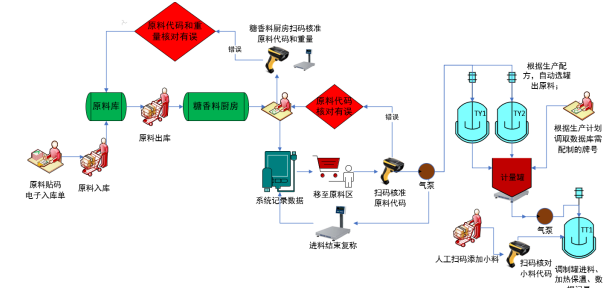 原料代码和重
量核对有误
糖香料厨房扫码核准
原料代码和重量
错误
原料库
糖香料厨房
原料代码
核对有误
原料出库
错误
根据生产配
方，自动选罐
出原料；
TY1
TY2
根据生产计划
调取数据库需
配制的牌号
原料贴码
电子入库单
原料入库
系统记录数据
移至原料区
扫码核准
原料代码
气泵
计量罐
进料结束复称
气泵
TT1
人工扫码添加小料
扫码核对
小料代码
调制罐进料、
加热保温、数